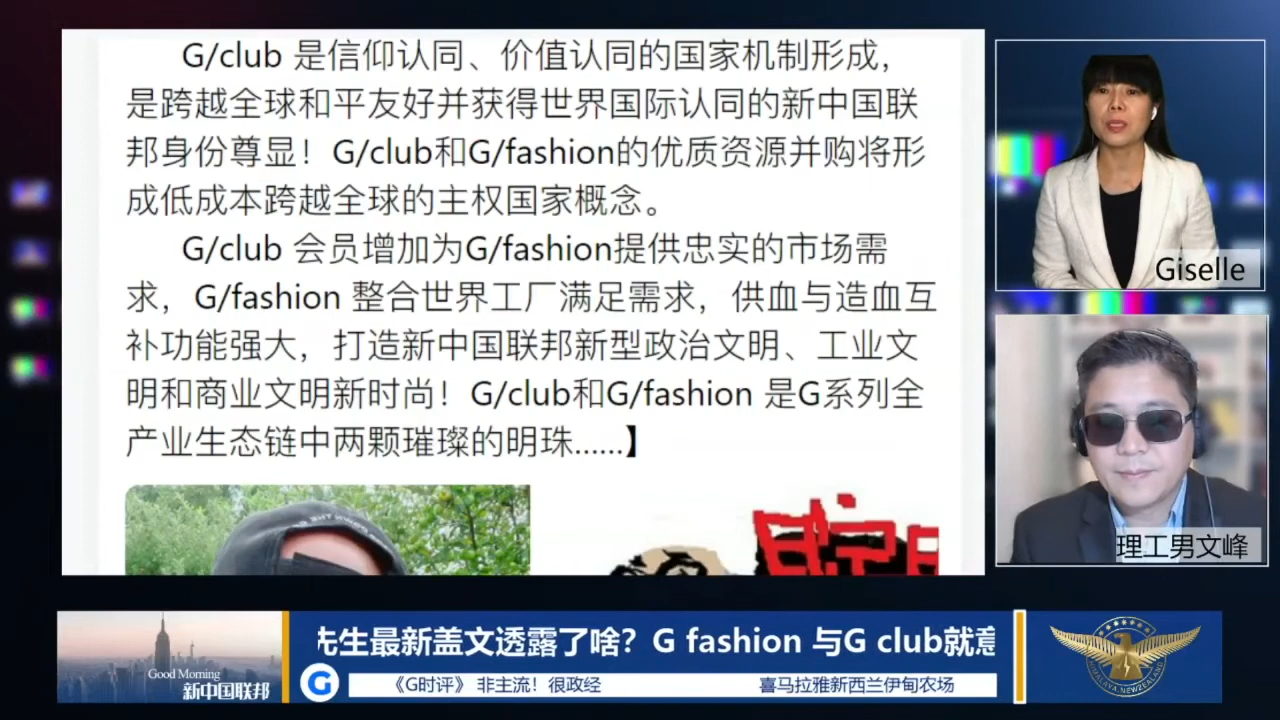 G/club 是信仰认同、价值认同的国家机制形成，
是跨越全球和平友好并获得世界国际认同的新中国联
邦身份尊显！G/club和G/fashion的优质资源并购将形
成低成本跨越全球的主权国家概念。
G/club 会员增加为G/fashion提供忠实的市场需
求，G/fashion 整合世界工厂满足需求，供血与造血互
补功能强大，打造新中国联邦新型政治文明、工业文
明和商业文明新时尚！G/club和G/fashion 是G系列全
产业生态链中两颗璀璨的明珠......】
Giselle
理工男文峰
先生最新盖文透露了啥？G fashion 与G club就意
Good Morning
新中国联邦
G
《G时评》 非主流！很政经
喜马拉雅新西兰伊甸农场
HIMALAYA.NEWZEALAND